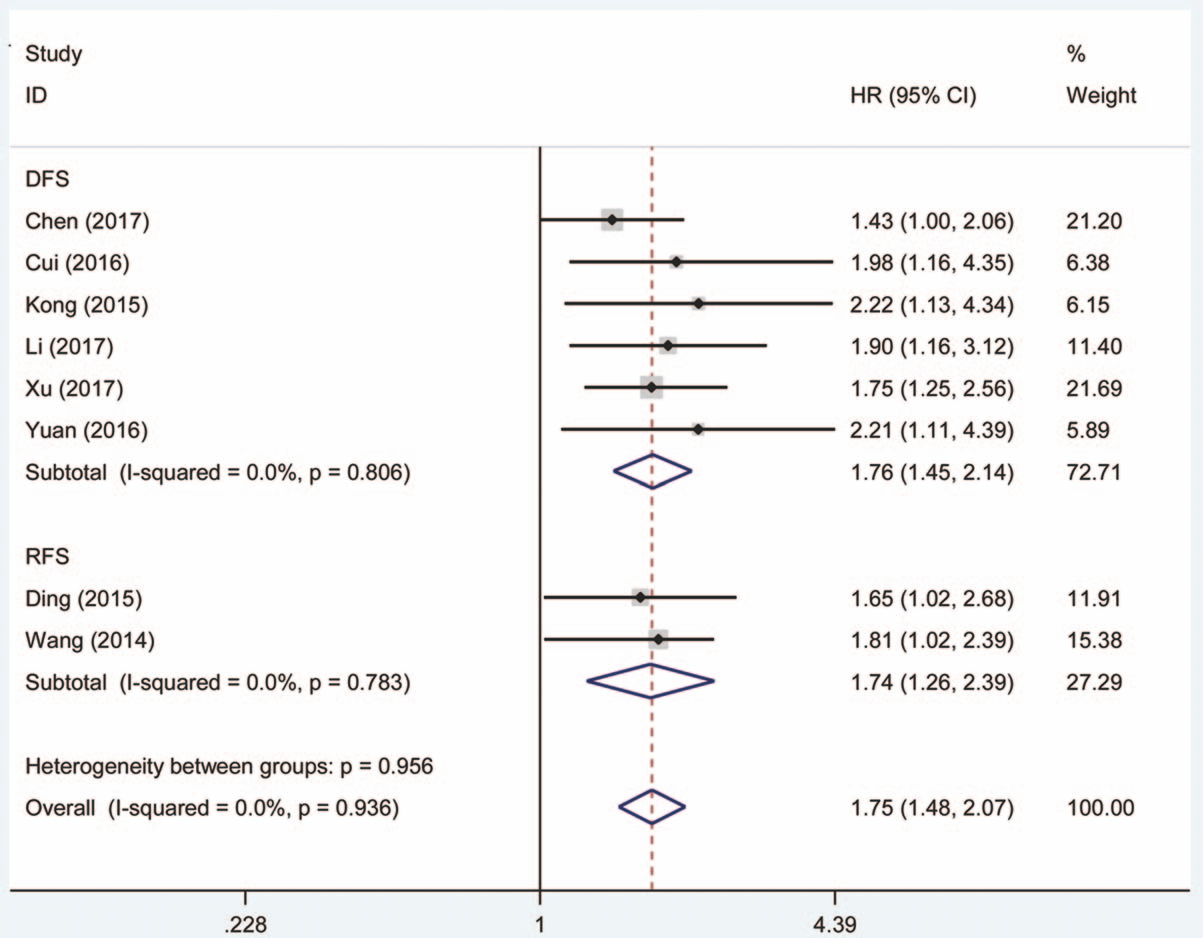 Study %
ID HR (95% CI) Weight
DFS
Chen (2017) 1.43 (1.00, 2.06) 21.20
Cui (2016) 1.98 (1.16, 4.35) 6.38
Kong (2015) 2.22 (1.13, 4.34) 6.15
Li (2017) 1.90 (1.16, 3.12) 11.40
Xu (2017) 1.75 (1.25, 2.56) 21.69
Yuan (2016) 2.21 (1.11, 4.39) 5.89
Subtotal (I-squared = 0.0%, p = 0.806) 1.76 (1.45, 2.14) 72.71
RFS
Ding (2015) 1.65 (1.02, 2.68) 11.91
Wang (2014) 1.81 (1.02, 2.39) 15.38
Subtotal (I-squared = 0.0%, p = 0.783) 1.74 (1.26, 2.39) 27.29
Heterogeneity between groups: p = 0.956
Overall (I-squared = 0.0%, p = 0.936) 1.75 (1.48, 2.07) 100.00
.228 1 4.39